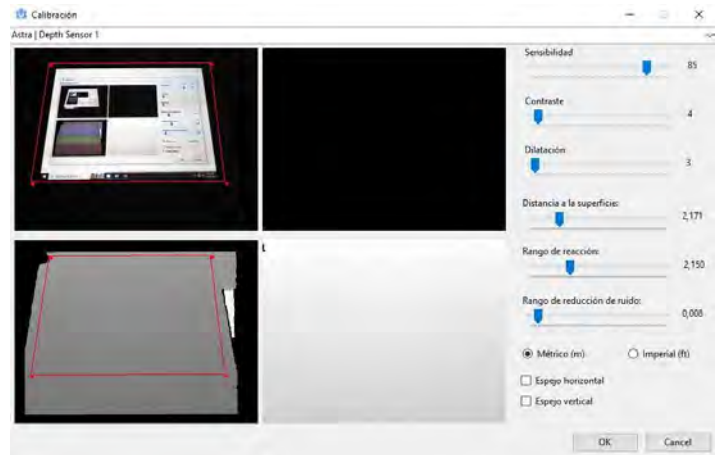 Calibración
Astra | Depth Sensor 1
Sensibilidad
85
Contraste
4
Dilatación
3
Distancia a la superficie:
2,171
Rango de reacción:
2,150
Rango de reducción de ruido:
0,008
Métrico (m)
Imperial (ft)
Espejo horizontal
Espejo vertical
OK
Cancel